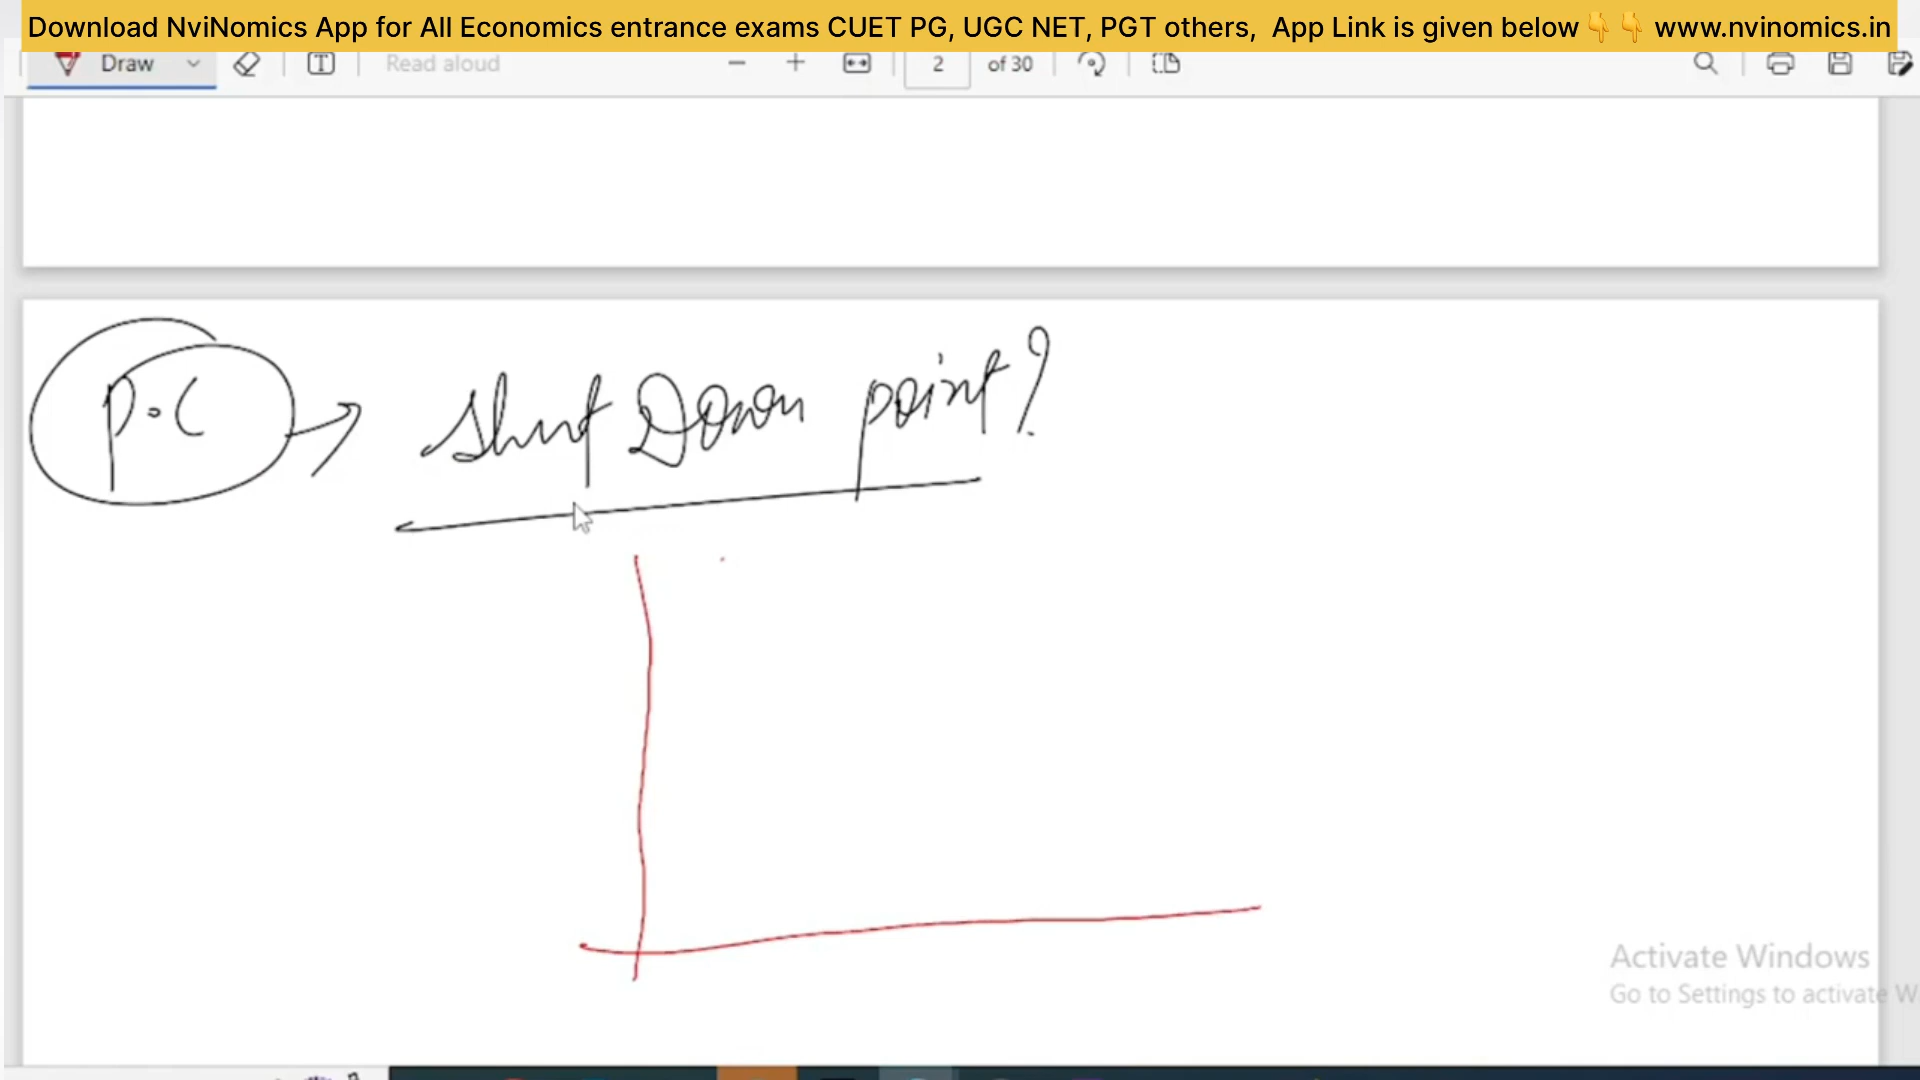 Download NviNomics App for All Economics entrance exams CUET PG, UGC NET, PGT others, App Link is given below👇👇 www.nvinomics.in
Draw Read aloud 2 of 30
P.C → Shut Down point?
Activate Windows
Go to Settings to activate W